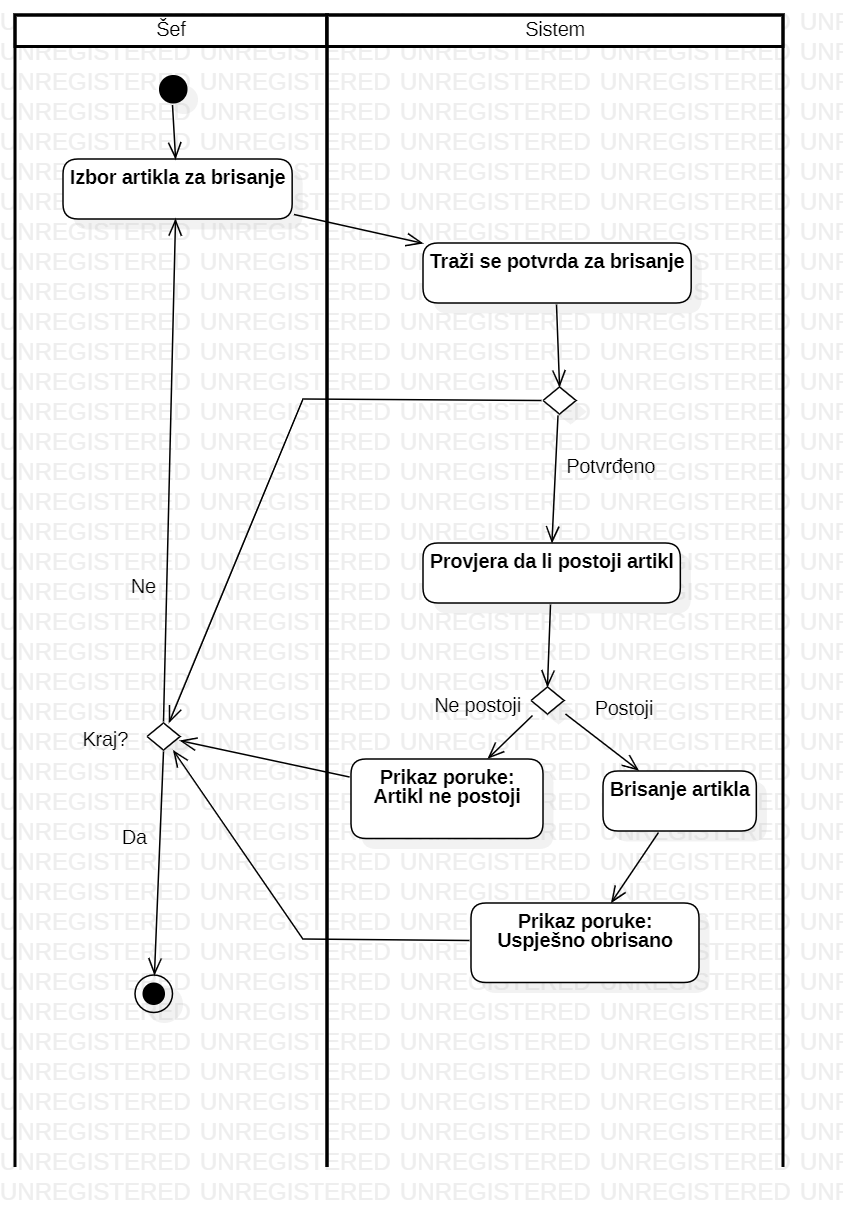 Šef
Sistem
Izbor artikla za brisanje
Traži se potvrda za brisanje
Potvrđeno
Provjera da li postoji artikl
Ne
Ne postoji
Postoji
Kraj?
Prikaz poruke:
Artikl ne postoji
Brisanje artikla
Da
Prikaz poruke:
Uspješno obrisano
UNREGISTERED